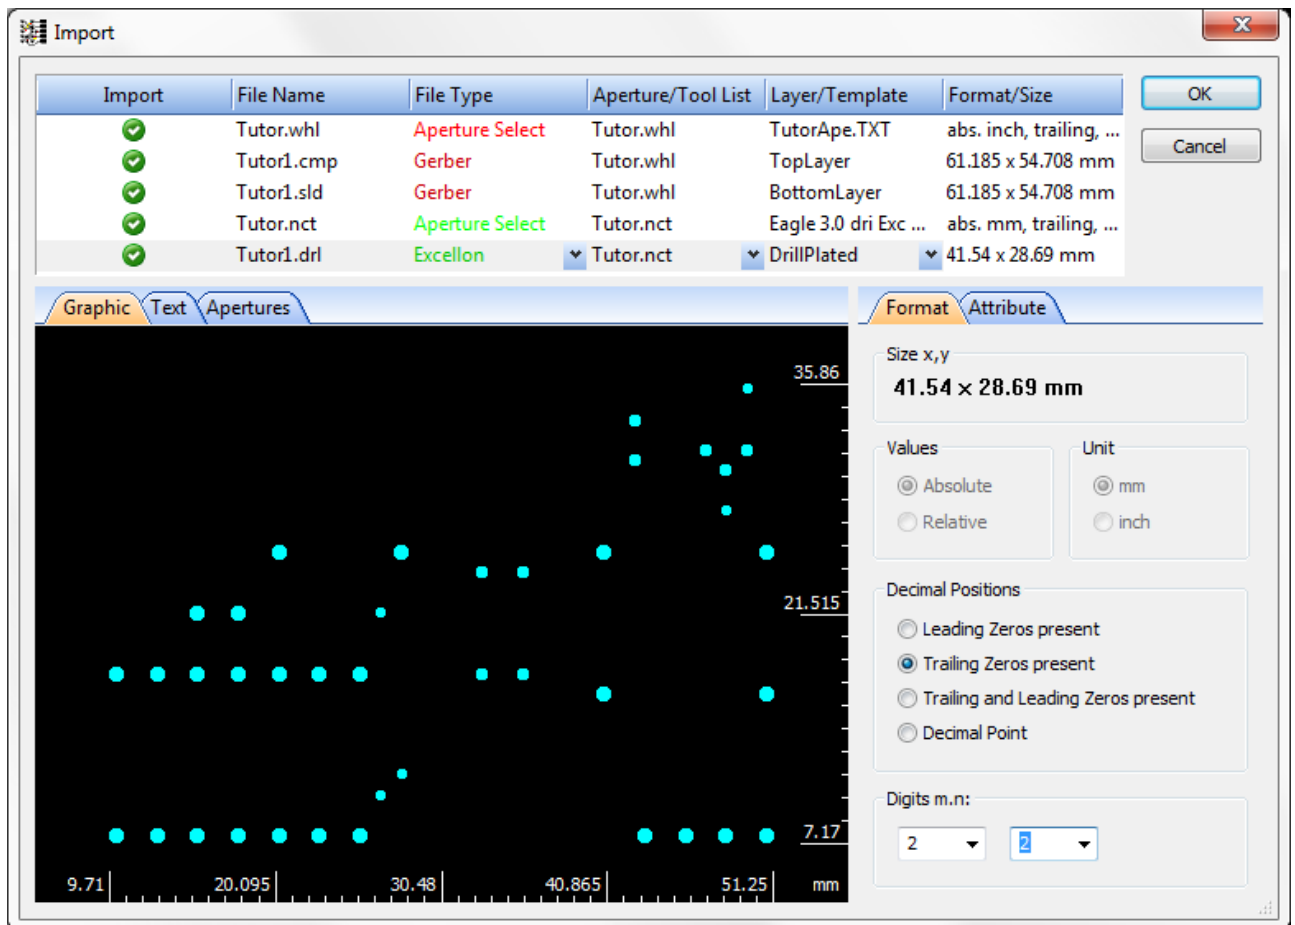 Import
Import File Name File Type Aperture/Tool List Layer/Template Format/Size
Tutor.whl Aperture Select Tutor.whl TutorApe.TXT abs. inch, trailing, ...
Tutor1.cmp Gerber Tutor.whl TopLayer 61.185 x 54.708 mm
Tutor1.sld Gerber Tutor.whl BottomLayer 61.185 x 54.708 mm
Tutor.nct Aperture Select Tutor.nct Eagle 3.0 dri Exc ... abs. mm, trailing, ...
Tutor1.drl Excellon Tutor.nct DrillPlated 41.54 x 28.69 mm
OK
Cancel
Graphic Text Apertures
35.86
21.515
7.17
9.71 20.095 30.48 40.865 51.25 mm
Format Attribute
Size x,y
41.54 x 28.69 mm
Values
Absolute
Relative
Unit
mm
inch
Decimal Positions
Leading Zeros present
Trailing Zeros present
Trailing and Leading Zeros present
Decimal Point
Digits m.n:
2 2